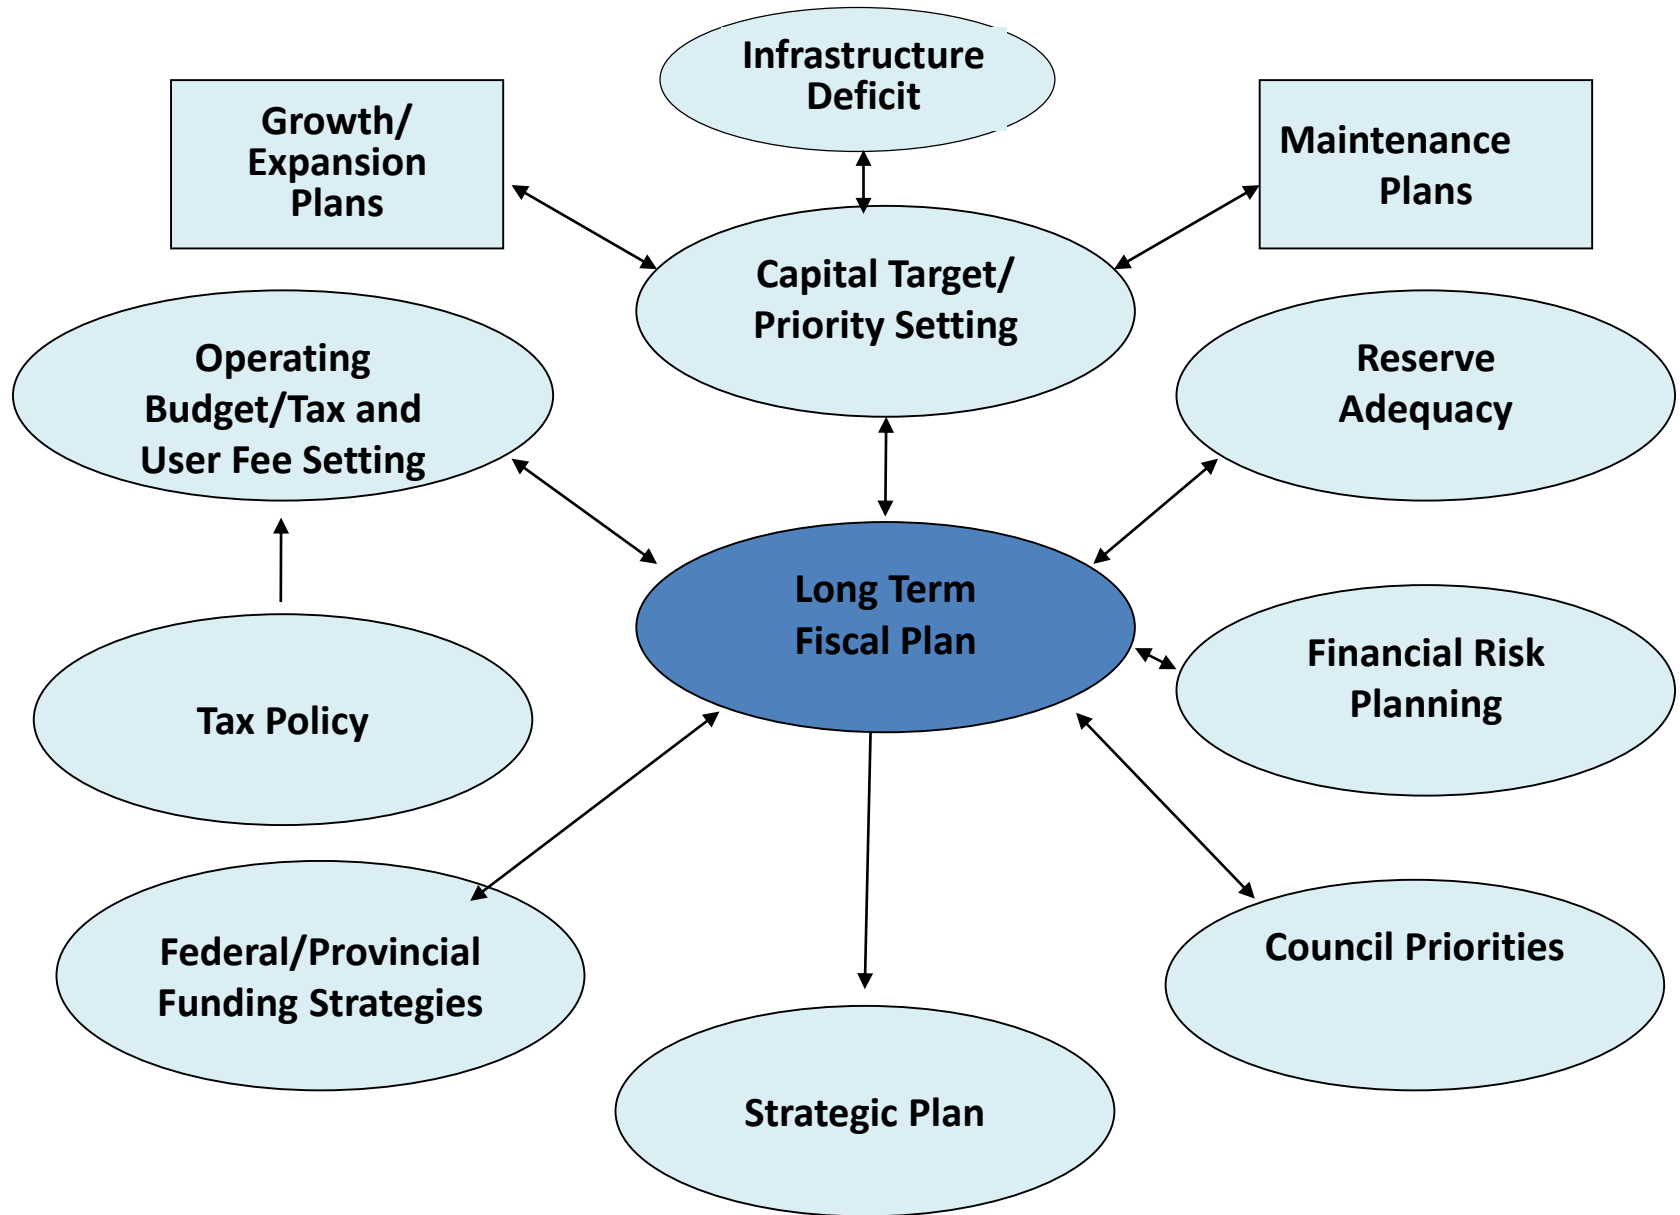 Infrastructure
Deficit
Growth/
Expansion
Plans
Maintenance
Plans
Capital Target/
Priority Setting
Operating
Budget/Tax and
User Fee Setting
Reserve
Adequacy
Long Term
Fiscal Plan
Financial Risk
Planning
Tax Policy
Federal/Provincial
Funding Strategies
Council Priorities
Strategic Plan